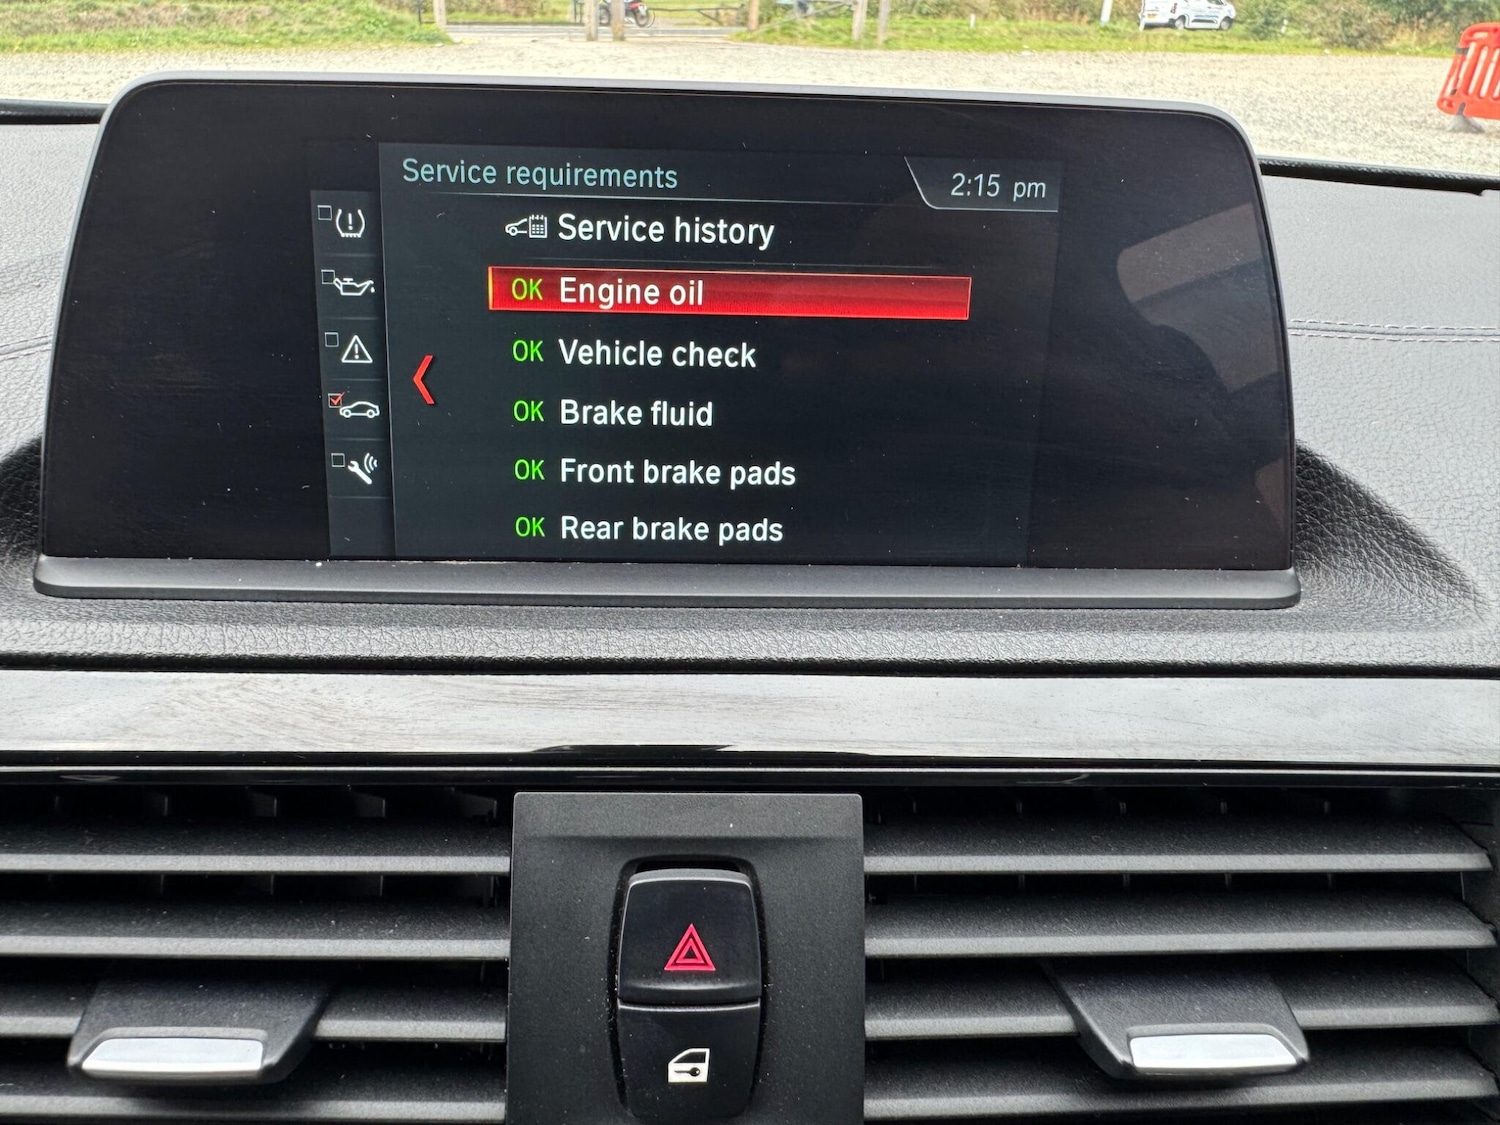 Service requirements
2:15 pm
Service history
OK Engine oil
OK Vehicle check
OK Brake fluid
OK Front brake pads
OK Rear brake pads